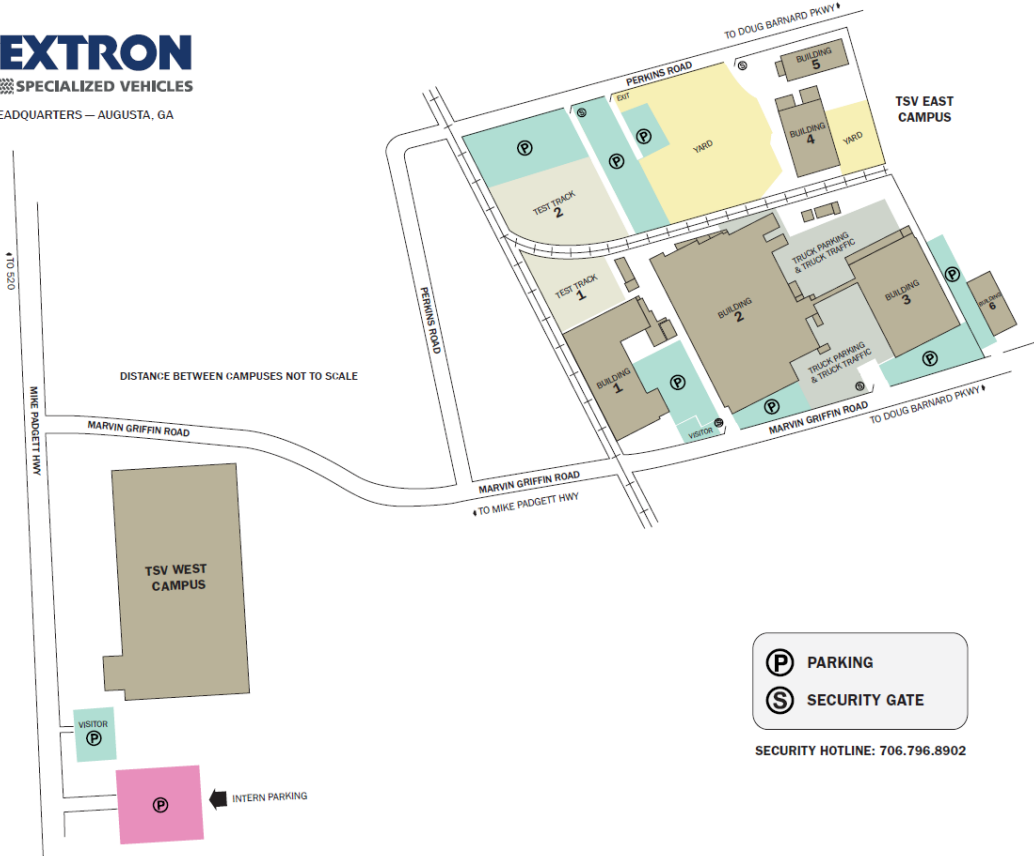 EXTRON
SPECIALIZED VEHICLES
EADQUARTERS — AUGUSTA, GA
TO DOUG BARNARD PKWY
PERKINS ROAD
S
BUILDING
5
TSV EAST
CAMPUS
EXIT
S
P
P
P
YARD
BUILDING
4
YARD
TEST TRACK
2
TEST TRACK
1
TRUCK PARKING
& TRUCK TRAFFIC
BUILDING
2
BUILDING
3
P
BUILDING
6
TO 520
PERKINS ROAD
BUILDING
1
P
TRUCK PARKING
& TRUCK TRAFFIC
S
P
P
VISITOR
S
MARVIN GRIFFIN ROAD
TO DOUG BARNARD PKWY
DISTANCE BETWEEN CAMPUSES NOT TO SCALE
MIKE PADGETT HWY
MARVIN GRIFFIN ROAD
MARVIN GRIFFIN ROAD
TO MIKE PADGETT HWY
TSV WEST
CAMPUS
VISITOR
P
P
INTERN PARKING
P PARKING
S SECURITY GATE
SECURITY HOTLINE: 706.796.8902